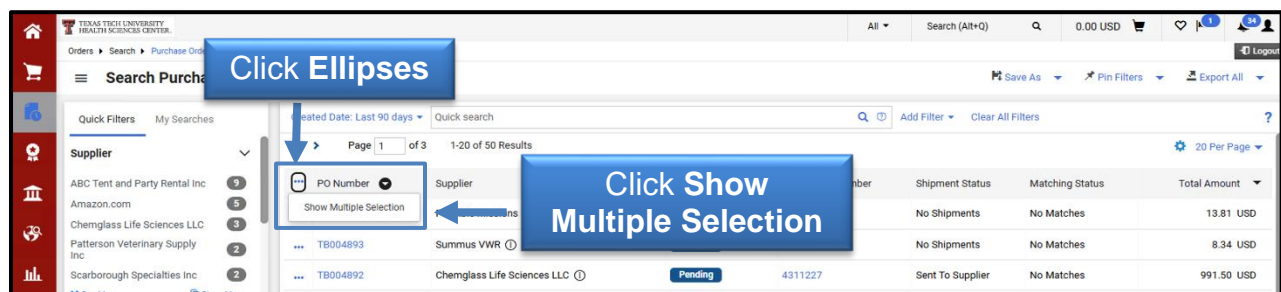 TEXAS TECH UNIVERSITY
HEALTH SCIENCES CENTER.
All Search (Alt+Q) 0.00 USD 1 34
Orders Search Purchase Orde
Logout
Search Purcha
Click Ellipses
Save As Pin Filters Export All
Quick Filters My Searches
Created Date: Last 90 days Quick search Add Filter Clear All Filters ?
Page 1 of 3 1-20 of 50 Results 20 Per Page
Supplier
ABC Tent and Party Rental Inc 9
Amazon.com 5
Chemglass Life Sciences LLC 3
Patterson Veterinary Supply
Inc 2
Scarborough Specialties Inc 2
PO Number Supplier Shipment Status Matching Status Total Amount
Show Multiple Selection
Click Show
Multiple Selection
No Shipments No Matches 13.81 USD
TB004893 Summus VWR No Shipments No Matches 8.34 USD
TB004892 Chemglass Life Sciences LLC Pending 4311227 Sent To Supplier No Matches 991.50 USD